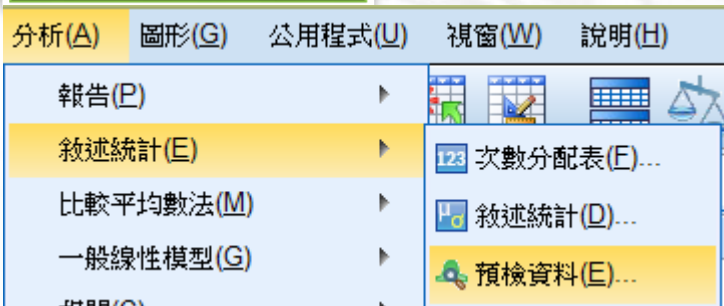 分析(A) 圖形(G) 公用程式(U) 視窗(W) 說明(H)
報告(P)
敘述統計(E)
123 次數分配表(F)...
比較平均數法(M)
μσ 敘述統計(D)...
一般線性模型(G)
預檢資料(E)...